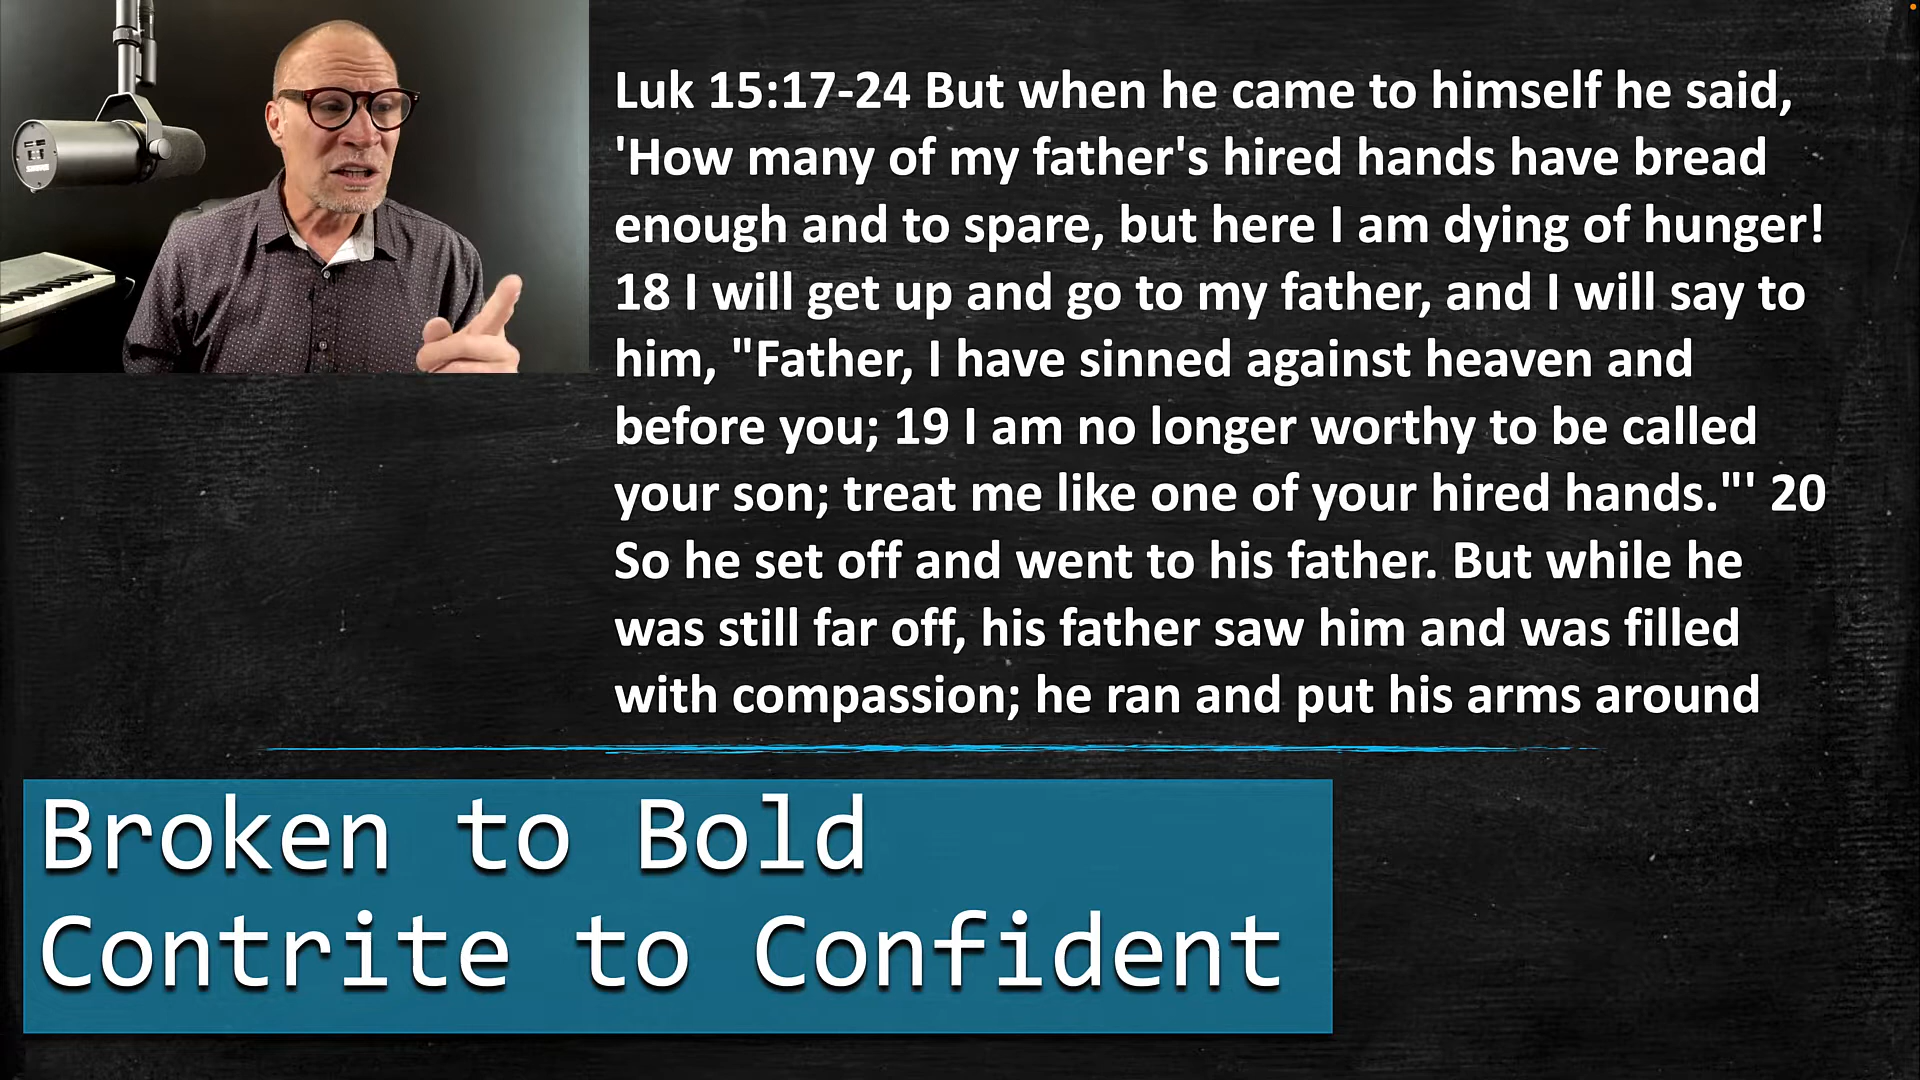 Luk 15:17-24 But when he came to himself he said,
'How many of my father's hired hands have bread
enough and to spare, but here I am dying of hunger!
18 I will get up and go to my father, and I will say to
him, "Father, I have sinned against heaven and
before you; 19 I am no longer worthy to be called
your son; treat me like one of your hired hands."' 20
So he set off and went to his father. But while he
was still far off, his father saw him and was filled
with compassion; he ran and put his arms around
Broken to Bold
Contrite to Confident